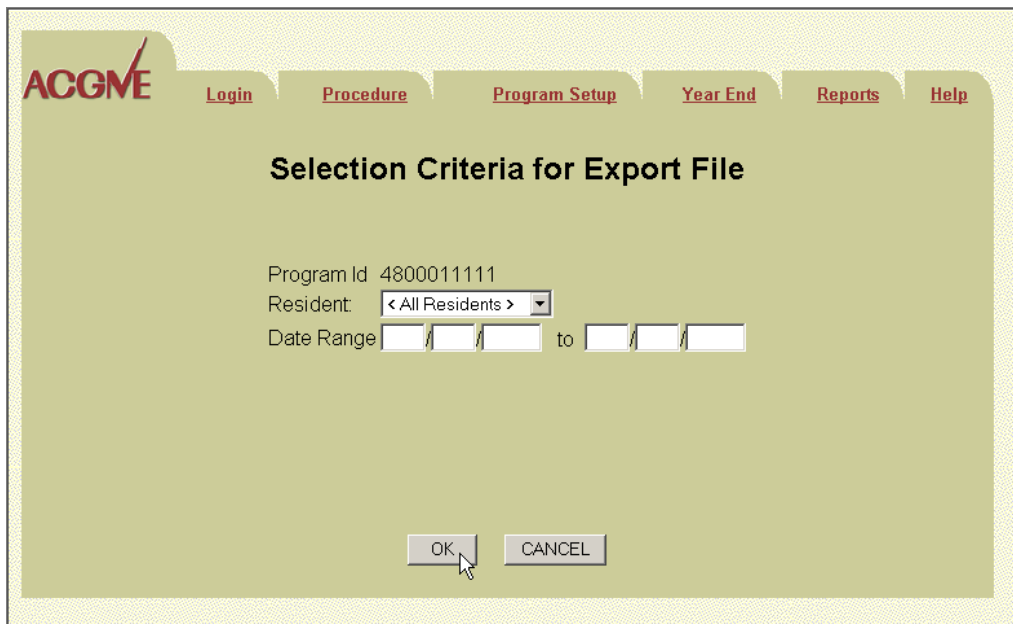 ACGME
Login Procedure Program Setup Year End Reports Help
Selection Criteria for Export File
Program Id 4800011111
Resident: < All Residents >
Date Range / / to / /
OK CANCEL